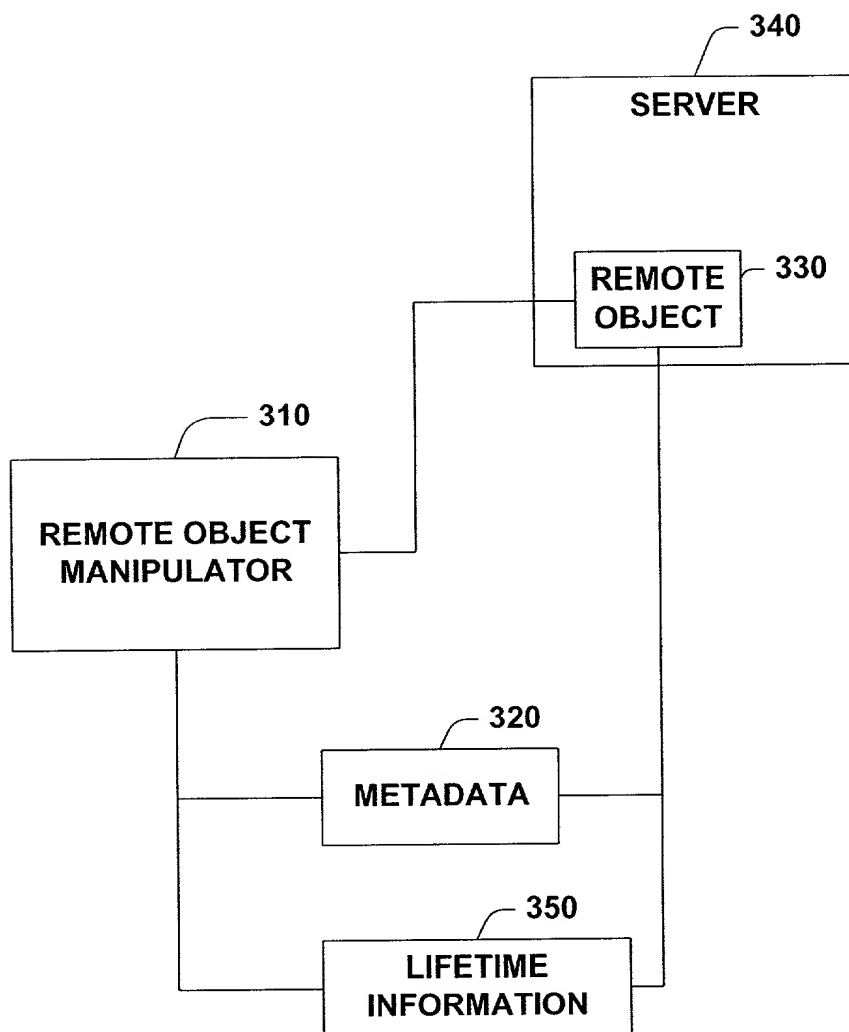 340
SERVER
REMOTE
OBJECT
330
310
REMOTE OBJECT
MANIPULATOR
320
METADATA
350
LIFETIME
INFORMATION